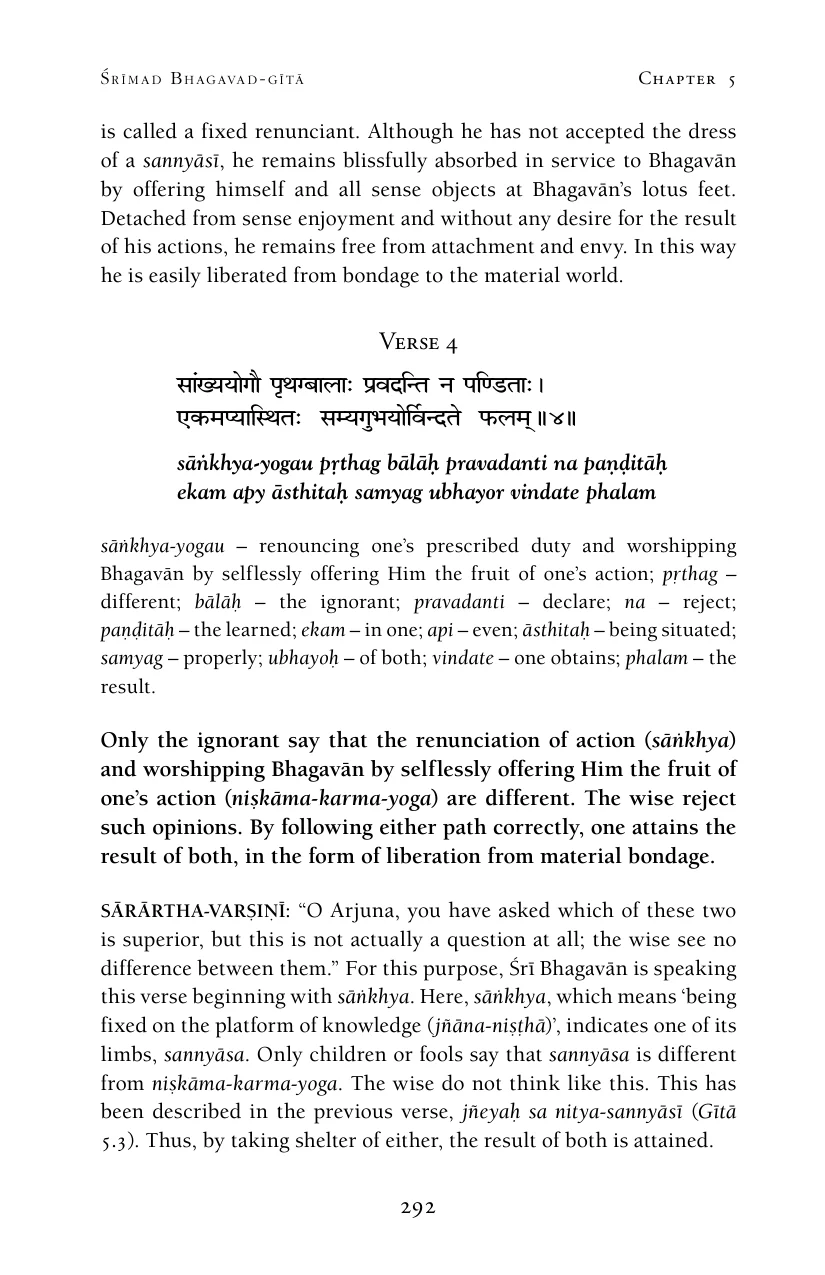 Śrīmad Bhagavad-gītā Chapter 5
is called a fixed renunciant. Although he has not accepted the dress
of a sannyāsī, he remains blissfully absorbed in service to Bhagavān
by offering himself and all sense objects at Bhagavān’s lotus feet.
Detached from sense enjoyment and without any desire for the result
of his actions, he remains free from attachment and envy. In this way
he is easily liberated from bondage to the material world.
Verse 4
सांख्ययोगौ पृथग्बालाः प्रवदन्ति न पण्डिताः।
एकमप्यास्थितः सम्यगुभयोर्विन्दते फलम्॥४॥
sāṅkhya-yogau pṛthag bālāḥ pravadanti na paṇḍitāḥ
ekam apy āsthitaḥ samyag ubhayor vindate phalam
sāṅkhya-yogau – renouncing one’s prescribed duty and worshipping
Bhagavān by selflessly offering Him the fruit of one’s action; pṛthag –
different; bālāḥ – the ignorant; pravadanti – declare; na – reject;
paṇḍitāḥ – the learned; ekam – in one; api – even; āsthitaḥ – being situated;
samyag – properly; ubhayoḥ – of both; vindate – one obtains; phalam – the
result.
Only the ignorant say that the renunciation of action (sāṅkhya)
and worshipping Bhagavān by selflessly offering Him the fruit of
one’s action (niṣkāma-karma-yoga) are different. The wise reject
such opinions. By following either path correctly, one attains the
result of both, in the form of liberation from material bondage.
SĀRĀRTHA-VARṢIṆĪ: “O Arjuna, you have asked which of these two
is superior, but this is not actually a question at all; the wise see no
difference between them.” For this purpose, Śrī Bhagavān is speaking
this verse beginning with sāṅkhya. Here, sāṅkhya, which means ‘being
fixed on the platform of knowledge (jñāna-niṣṭhā)’, indicates one of its
limbs, sannyāsa. Only children or fools say that sannyāsa is different
from niṣkāma-karma-yoga. The wise do not think like this. This has
been described in the previous verse, jñeyaḥ sa nitya-sannyāsī (Gītā
5.3). Thus, by taking shelter of either, the result of both is attained.
292